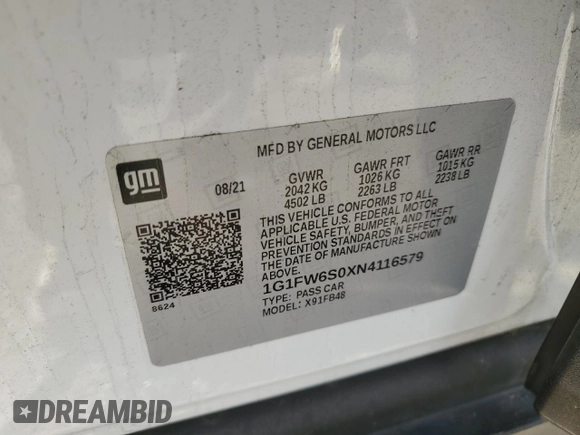 MFD BY GENERAL MOTORS LLC
gm
08/21
GVWR GAWR FRT GAWR RR
2042 KG 1026 KG 1015 KG
4502 LB 2263 LB 2238 LB
THIS VEHICLE CONFORMS TO ALL
APPLICABLE U.S. FEDERAL MOTOR
VEHICLE SAFETY, BUMPER, AND THEFT
PREVENTION STANDARDS IN EFFECT ON
THE DATE OF MANUFACTURE SHOWN
ABOVE.
1G1FW6S0XN4116579
TYPE: PASS CAR
MODEL: X91FB48
8624
DREAMBID